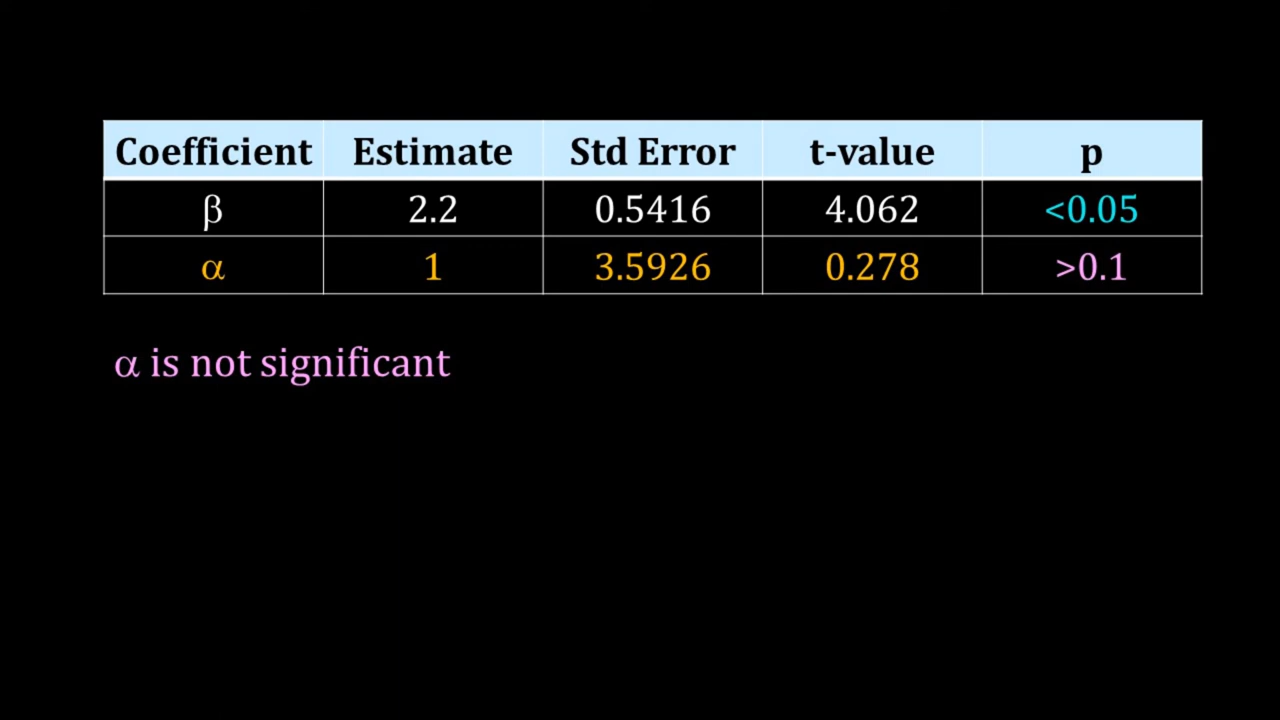 Coefficient Estimate Std Error t-value p
β 2.2 0.5416 4.062 <0.05
α 1 3.5926 0.278 >0.1
α is not significant